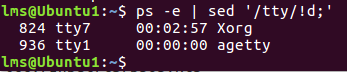 lms@Ubuntu1:~$ ps -e | sed '/tty/!d;'
824 tty7 00:02:57 Xorg
936 tty1 00:00:00 agetty
lms@Ubuntu1:~$